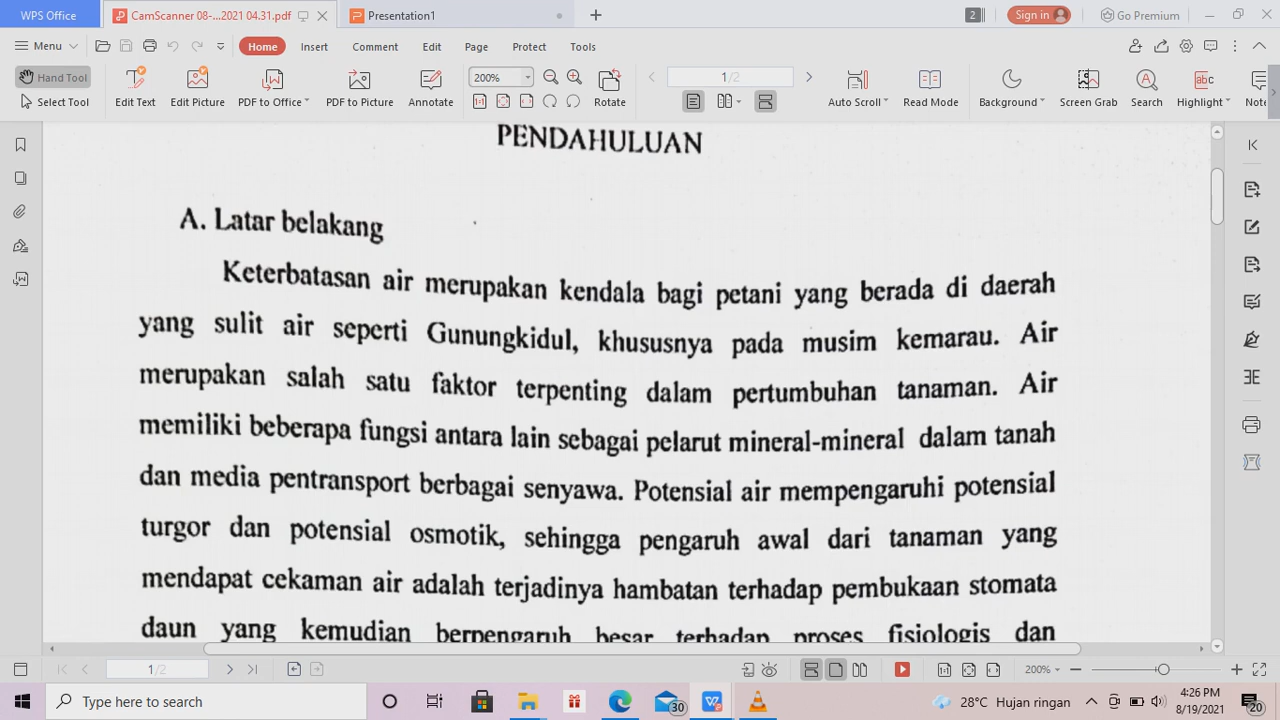 WPS Office
CamScanner 08-...2021 04.31.pdf
Presentation1
2
Sign in
Go Premium
Menu
Home
Insert
Comment
Edit
Page
Protect
Tools
Hand Tool
Select Tool
Edit Text
Edit Picture
PDF to Office
PDF to Picture
Annotate
200%
Rotate
1/2
Auto Scroll
Read Mode
Background
Screen Grab
Search
Highlight
Note
PENDAHULUAN
A. Latar belakang
Keterbatasan air merupakan kendala bagi petani yang berada di daerah
yang sulit air seperti Gunungkidul, khususnya pada musim kemarau. Air
merupakan salah satu faktor terpenting dalam pertumbuhan tanaman. Air
memiliki beberapa fungsi antara lain sebagai pelarut mineral-mineral dalam tanah
dan media pentransport berbagai senyawa. Potensial air mempengaruhi potensial
turgor dan potensial osmotik, sehingga pengaruh awal dari tanaman yang
mendapat cekaman air adalah terjadinya hambatan terhadap pembukaan stomata
daun yang kemudian berpengaruh besar terhadap proses fisiologis dan
1/2
200%
Type here to search
30
28°C Hujan ringan
4:26 PM
8/19/2021
20